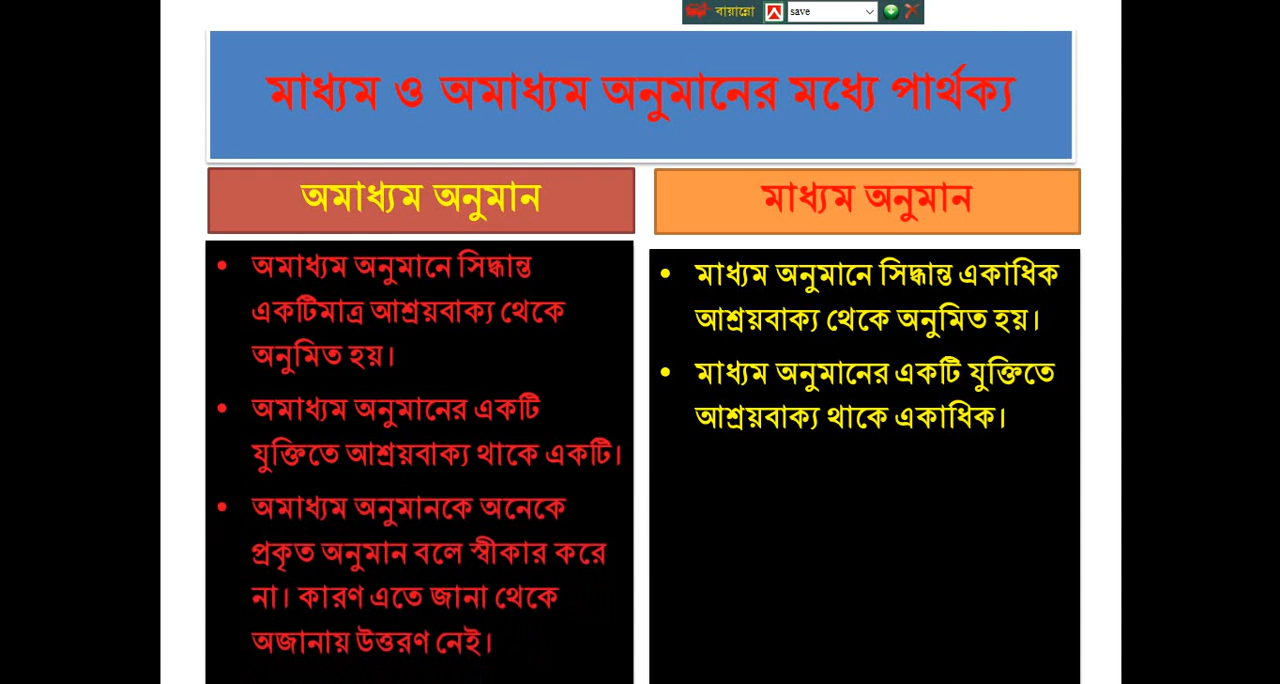 বায়ান্নো save
মাধ্যম ও অমাধ্যম অনুমানের মধ্যে পার্থক্য
অমাধ্যম অনুমান
• অমাধ্যম অনুমানে সিদ্ধান্ত
একটিমাত্র আশ্রয়বাক্য থেকে
অনুমিত হয়।
• অমাধ্যম অনুমানের একটি
যুক্তিতে আশ্রয়বাক্য থাকে একটি।
• অমাধ্যম অনুমানকে অনেকে
প্রকৃত অনুমান বলে স্বীকার করে
না। কারণ এতে জানা থেকে
অজানায় উত্তরণ নেই।
মাধ্যম অনুমান
• মাধ্যম অনুমানে সিদ্ধান্ত একাধিক
আশ্রয়বাক্য থেকে অনুমিত হয়।
• মাধ্যম অনুমানের একটি যুক্তিতে
আশ্রয়বাক্য থাকে একাধিক।